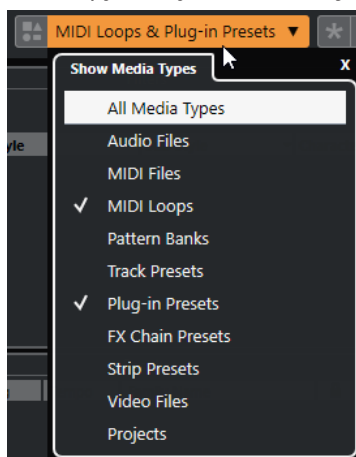 MIDI Loops & Plug-in Presets
Show Media Types
x
All Media Types
Audio Files
yle
MIDI Files
MIDI Loops
Pattern Banks
Track Presets
Plug-in Presets
FX Chain Presets
Strip Presets
Video Files
Projects